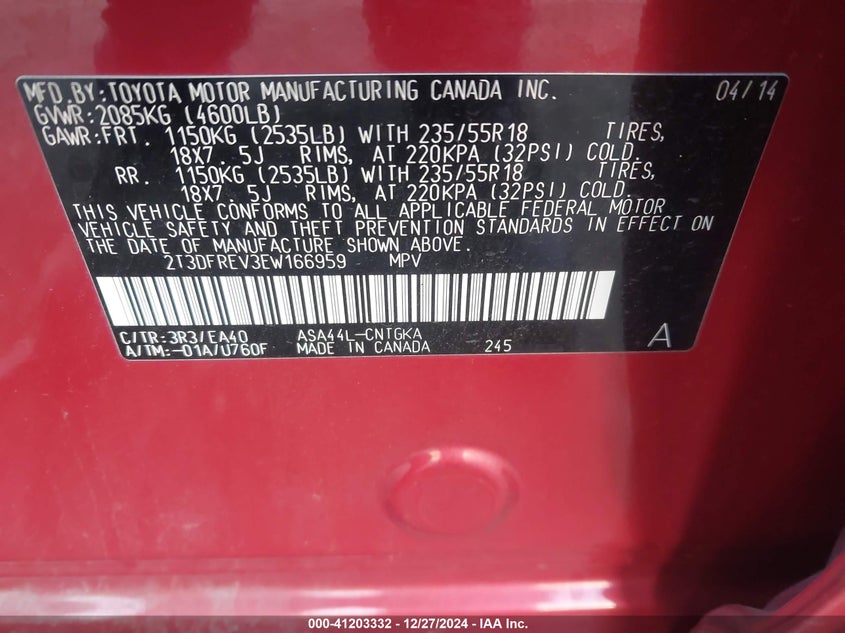 MFD.BY:TOYOTA MOTOR MANUFACTURING CANADA INC. 04/14
GVWR:2085KG (4600LB)
GAWR:FRT. 1150KG (2535LB) WITH 235/55R18 TIRES,
18X7. 5J RIMS, AT 220KPA (32PSI) COLD.
RR. 1150KG (2535LB) WITH 235/55R18 TIRES,
18X7. 5J RIMS, AT 220KPA (32PSI) COLD.
THIS VEHICLE CONFORMS TO ALL APPLICABLE FEDERAL MOTOR
VEHICLE SAFETY AND THEFT PREVENTION STANDARDS IN EFFECT ON
THE DATE OF MANUFACTURE SHOWN ABOVE.
2T3DFREV3EW166959 MPV
C/TR:3R3/EA40 ASA44L-CNTGKA
A/TM:-01A/U760F MADE IN CANADA 245 A
000-41203332 - 12/27/2024 - IAA Inc.